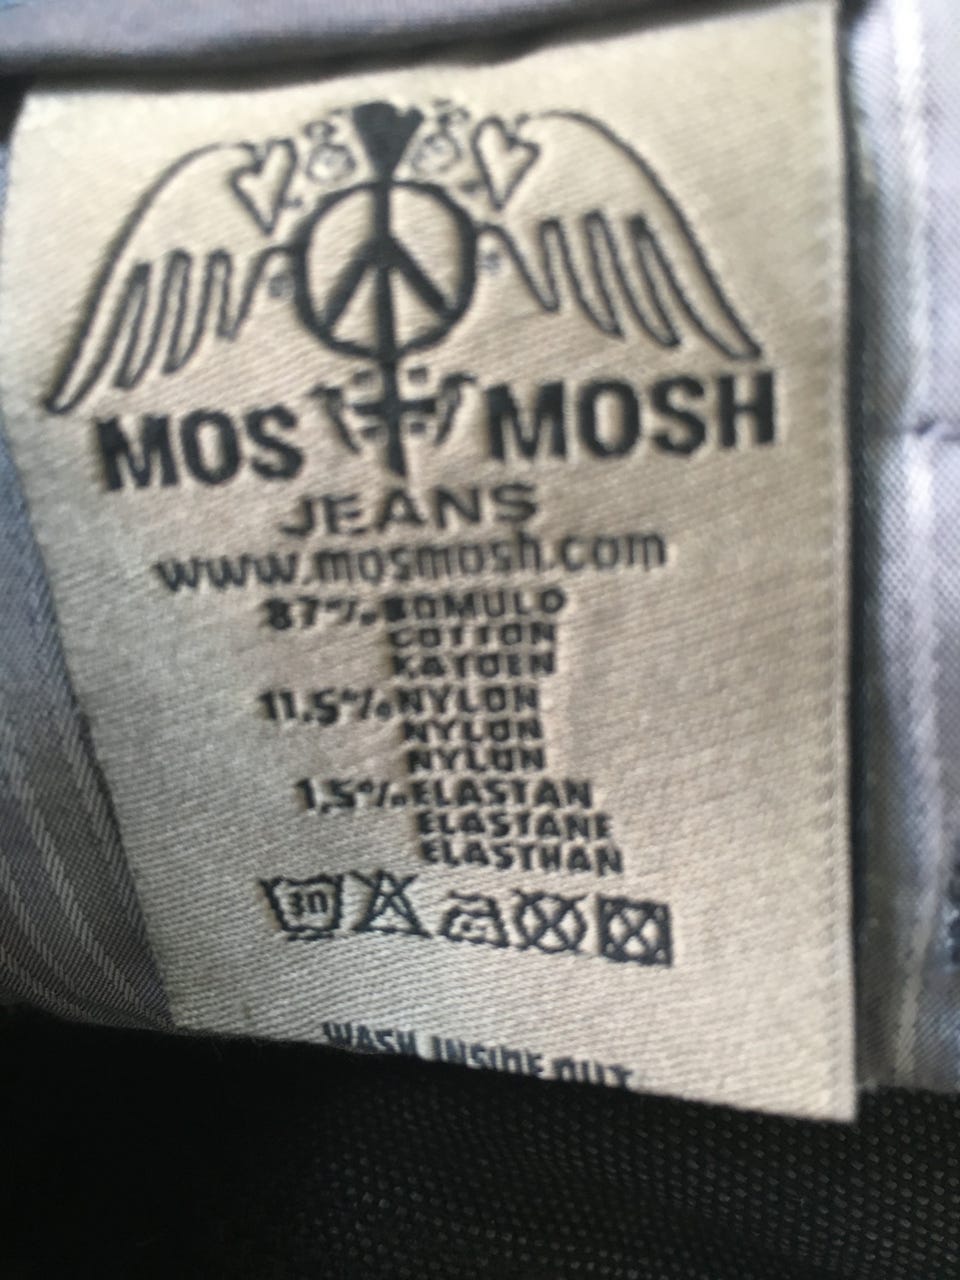 MOS MOSH
JEANS
www.mosmosh.com
87% BOMULD
COTTON
KATOEN
11,5% NYLON
NYLON
NYLON
1,5% ELASTAN
ELASTANE
ELASTHAN
30
WASH INSIDE OUT